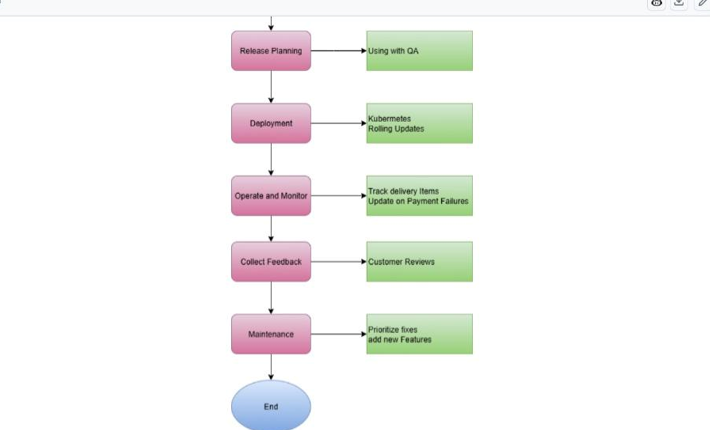 Release Planning
Using with QA
Deployment
Kubernetes
Rolling Updates
Operate and Monitor
Track delivery Items
Update on Payment Failures
Collect Feedback
Customer Reviews
Maintenance
Prioritize fixes
add new Features
End